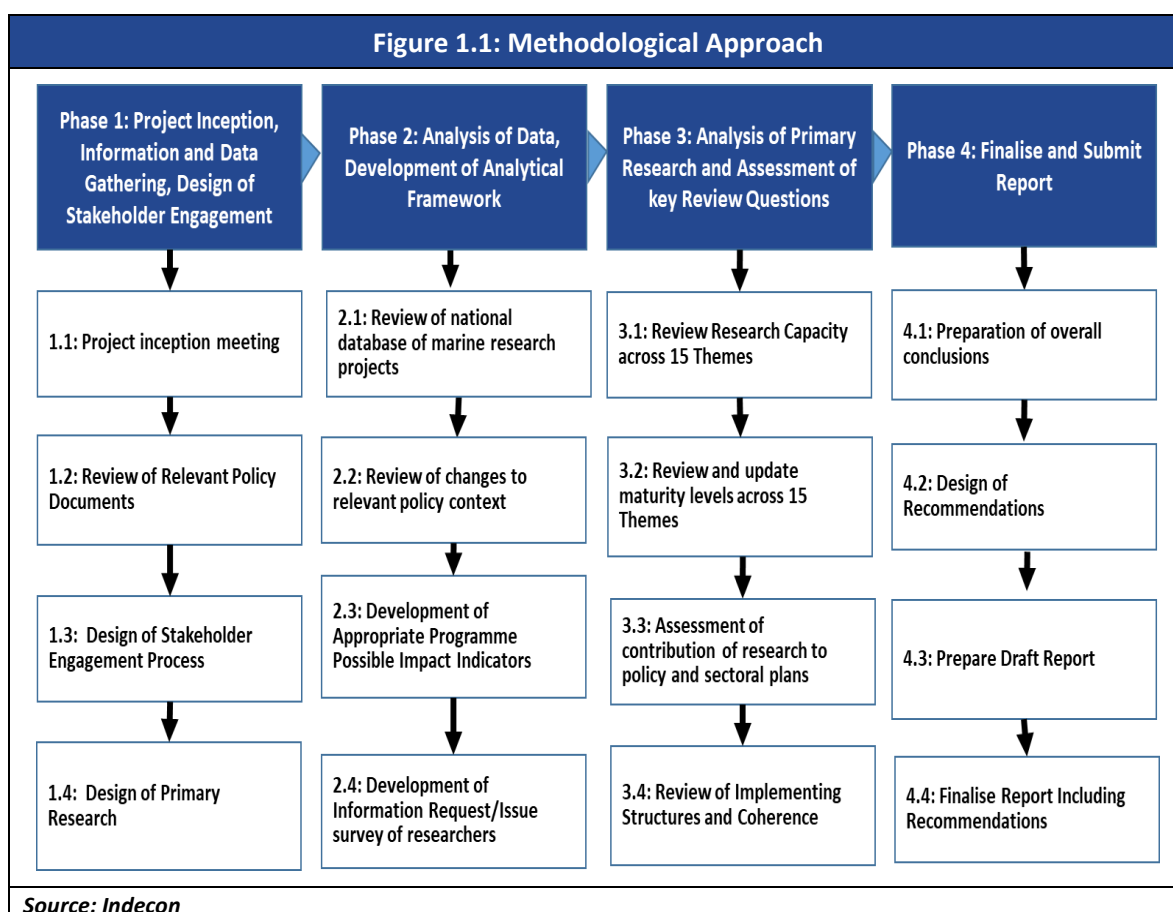 Figure 1.1: Methodological Approach
Phase 1: Project Inception,
Information and Data
Gathering, Design of
Stakeholder Engagement
1.1: Project inception meeting
1.2: Review of Relevant Policy
Documents
1.3: Design of Stakeholder
Engagement Process
1.4: Design of Primary
Research
Phase 2: Analysis of Data,
Development of Analytical
Framework
2.1: Review of national
database of marine research
projects
2.2: Review of changes to
relevant policy context
2.3: Development of
Appropriate Programme
Possible Impact Indicators
2.4: Development of
Information Request/Issue
survey of researchers
Phase 3: Analysis of Primary
Research and Assessment of
key Review Questions
3.1: Review Research Capacity
across 15 Themes
3.2: Review and update
maturity levels across 15
Themes
3.3: Assessment of
contribution of research to
policy and sectoral plans
3.4: Review of Implementing
Structures and Coherence
Phase 4: Finalise and Submit
Report
4.1: Preparation of overall
conclusions
4.2: Design of
Recommendations
4.3: Prepare Draft Report
4.4: Finalise Report Including
Recommendations
Source: Indecon